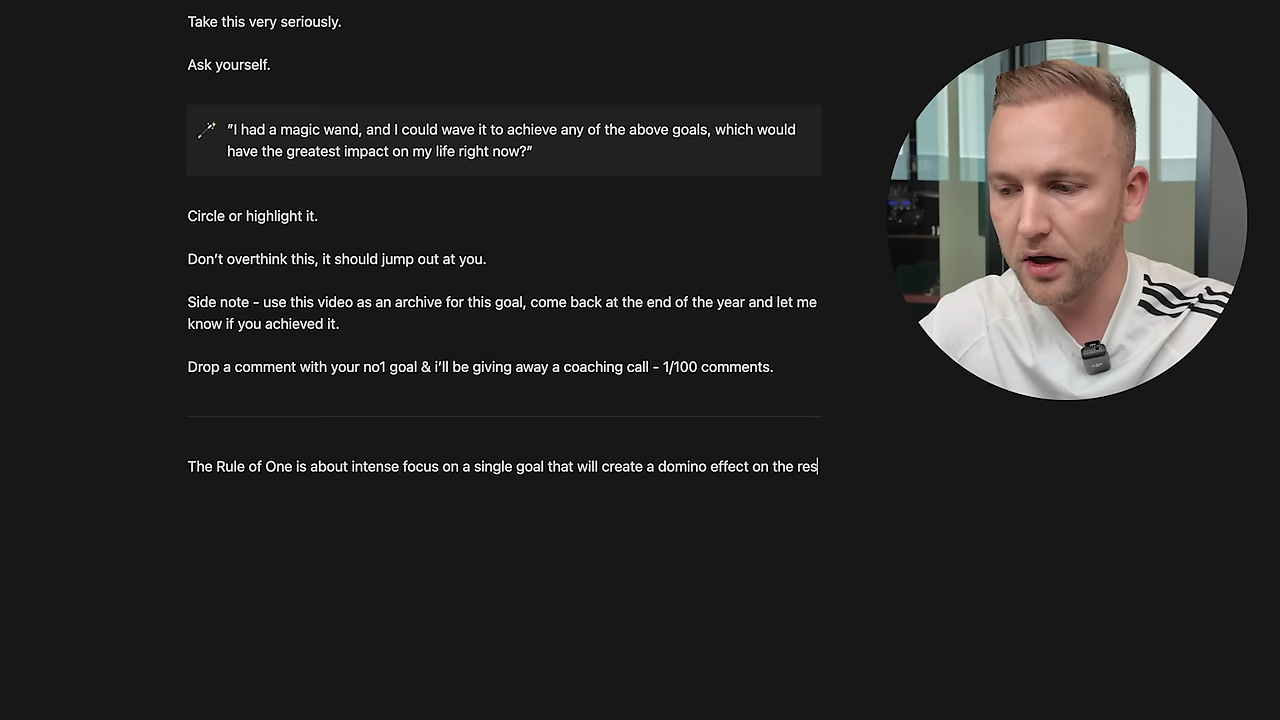 Take this very seriously.
Ask yourself.
"I had a magic wand, and I could wave it to achieve any of the above goals, which would
have the greatest impact on my life right now?"
Circle or highlight it.
Don't overthink this, it should jump out at you.
Side note - use this video as an archive for this goal, come back at the end of the year and let me
know if you achieved it.
Drop a comment with your no1 goal & i'll be giving away a coaching call - 1/100 comments.
The Rule of One is about intense focus on a single goal that will create a domino effect on the res